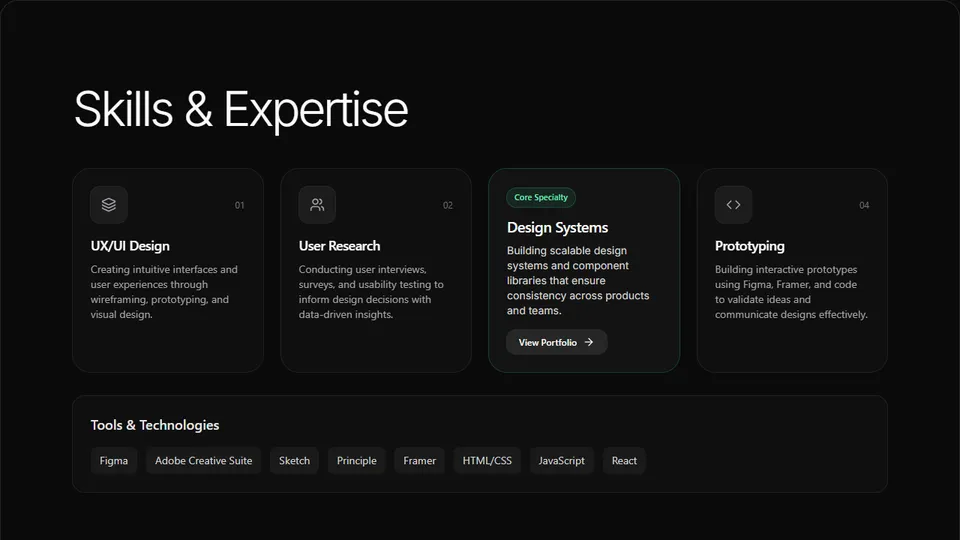 Skills & Expertise
01
UX/UI Design
Creating intuitive interfaces and
user experiences through
wireframing, prototyping, and
visual design.
02
User Research
Conducting user interviews,
surveys, and usability testing to
inform design decisions with
data-driven insights.
Core Specialty
Design Systems
Building scalable design
systems and component
libraries that ensure
consistency across products
and teams.
View Portfolio
04
Prototyping
Building interactive prototypes
using Figma, Framer, and code
to validate ideas and
communicate designs effectively.
Tools & Technologies
Figma Adobe Creative Suite Sketch Principle Framer HTML/CSS JavaScript React